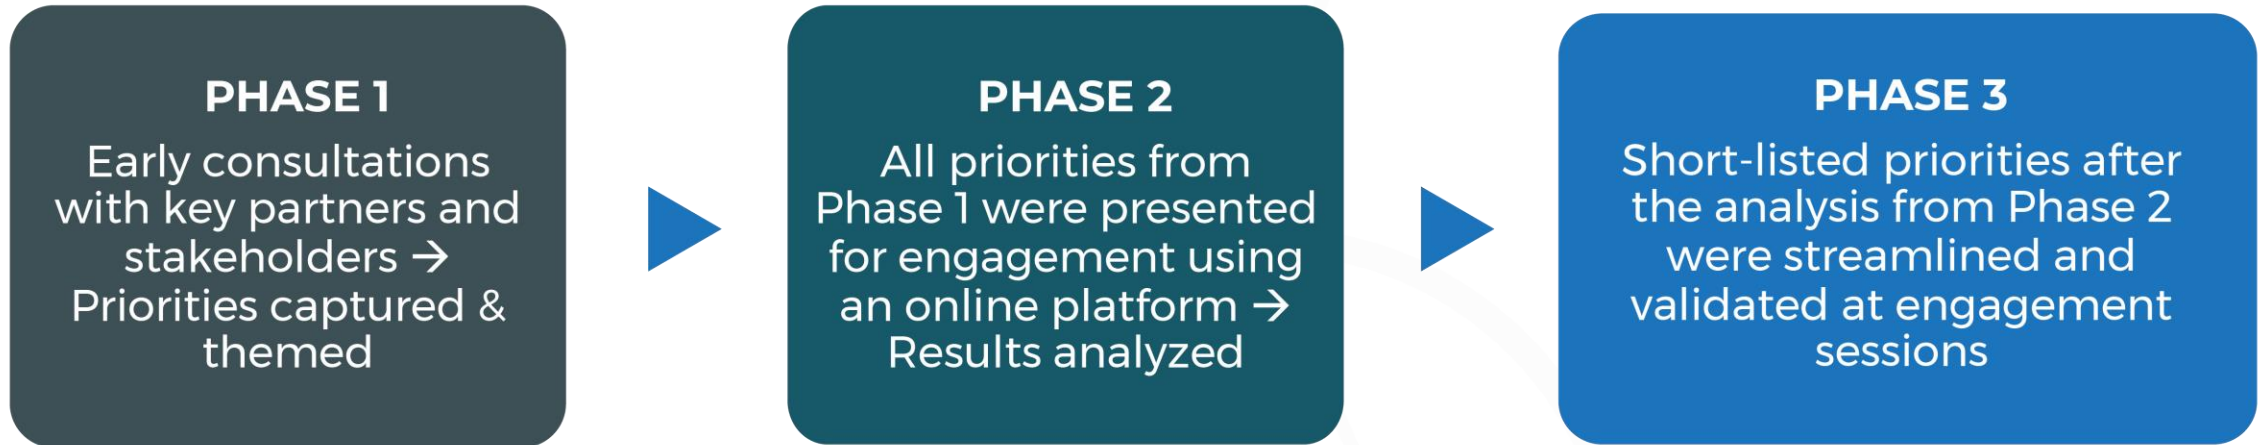 PHASE 1
Early consultations
with key partners and
stakeholders →
Priorities captured &
themed
PHASE 2
All priorities from
Phase 1 were presented
for engagement using
an online platform →
Results analyzed
PHASE 3
Short-listed priorities after
the analysis from Phase 2
were streamlined and
validated at engagement
sessions